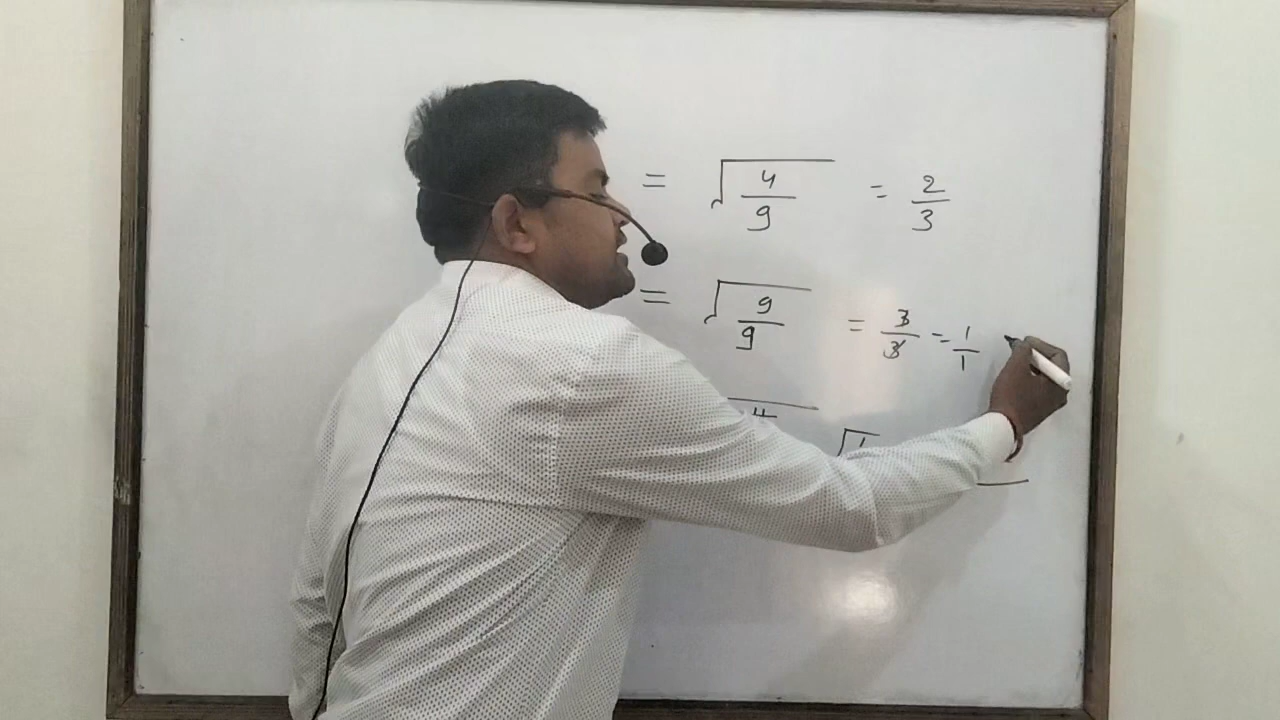 = √(4/9) = 2/3
= √(9/9) = 3/3 = 1/1